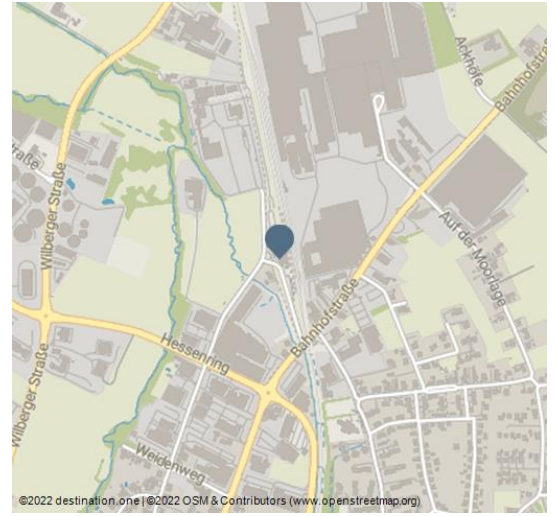 Ackhöfe
Bahnhofstraß
Straße
Wilberger Straße
Auf der Moorlage
Bahnhofstraße
Hessenring
Wilberger Straße
Weidenweg
©2022 destination.one | ©2022 OSM & Contributors (www.openstreetmap.org)